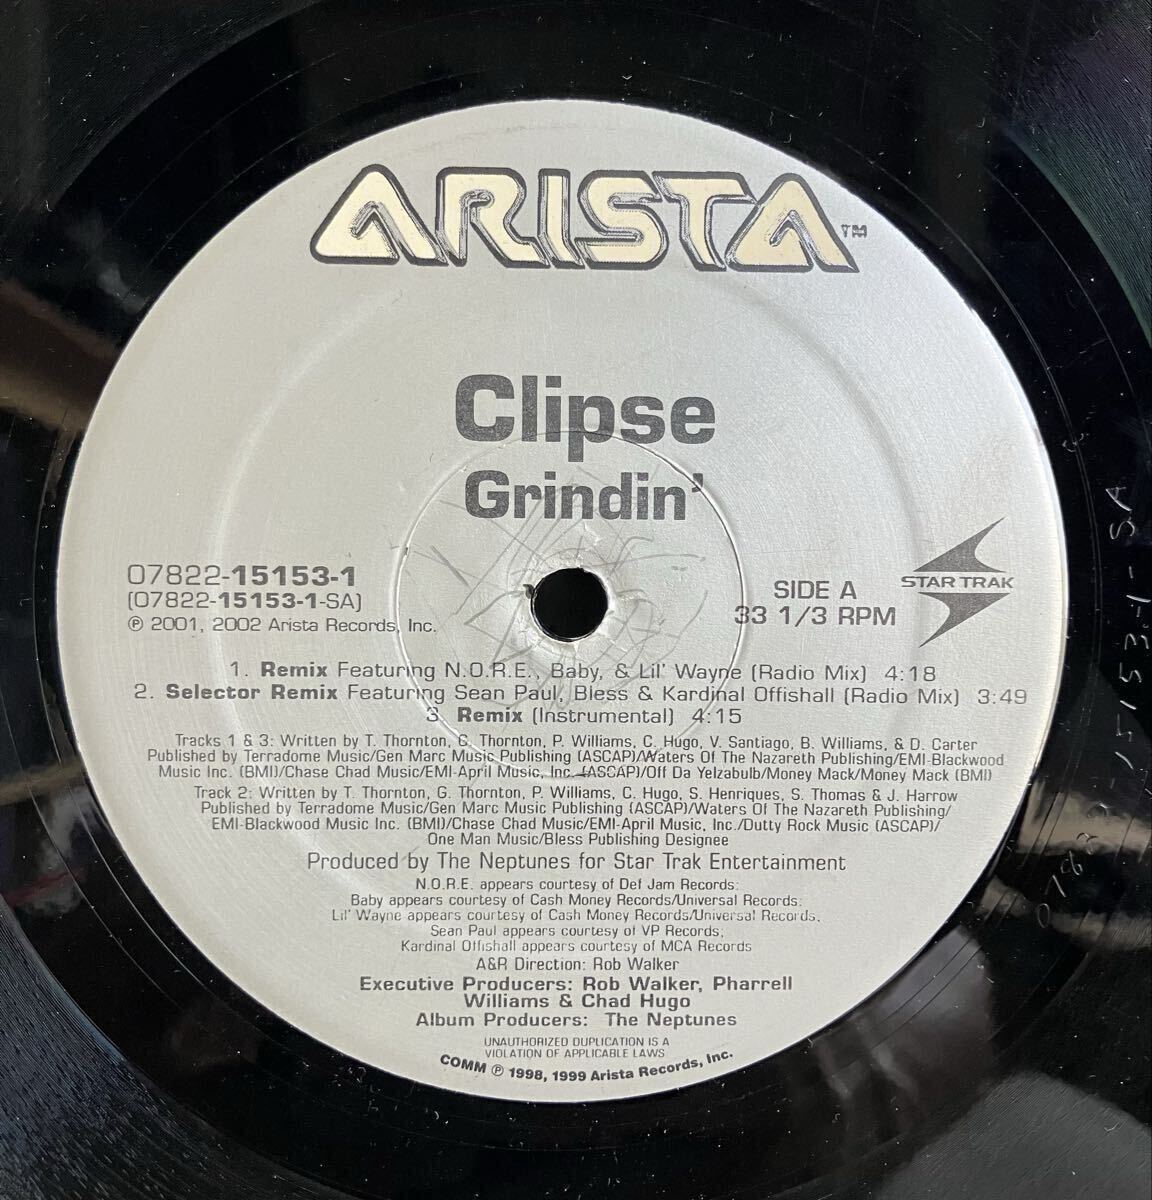 ARISTA™
Clipse
Grindin'
07822-15153-1
(07822-15153-1-SA)
℗ 2001, 2002 Arista Records, Inc.
SIDE A
33 1/3 RPM
STAR TRAK
1. Remix Featuring N.O.R.E., Baby, & Lil' Wayne (Radio Mix) 4:18
2. Selector Remix Featuring Sean Paul, Bless & Kardinal Offishall (Radio Mix) 3:49
3. Remix (Instrumental) 4:15
Tracks 1 & 3: Written by T. Thornton, G. Thornton, P. Williams, C. Hugo, V. Santiago, B. Williams, & D. Carter
Published by Terradome Music/Gen Marc Music Publishing (ASCAP)/Waters Of The Nazareth Publishing/EMI-Blackwood
Music Inc. (BMI)/Chase Chad Music/EMI-April Music, Inc. (ASCAP)/Off Da Yelzabulb/Money Mack/Money Mack (BMI)
Track 2: Written by T. Thornton, G. Thornton, P. Williams, C. Hugo, S. Henriques, S. Thomas & J. Harrow
Published by Terradome Music/Gen Marc Music Publishing (ASCAP)/Waters Of The Nazareth Publishing/
EMI-Blackwood Music Inc. (BMI)/Chase Chad Music/EMI-April Music, Inc./Dutty Rock Music (ASCAP)/
One Man Music/Bless Publishing Designee
Produced by The Neptunes for Star Trak Entertainment
N.O.R.E. appears courtesy of Def Jam Records;
Baby appears courtesy of Cash Money Records/Universal Records;
Lil' Wayne appears courtesy of Cash Money Records/Universal Records,
Sean Paul appears courtesy of VP Records;
Kardinal Offishall appears courtesy of MCA Records
A&R Direction: Rob Walker
Executive Producers: Rob Walker, Pharrell
Williams & Chad Hugo
Album Producers: The Neptunes
UNAUTHORIZED DUPLICATION IS A
VIOLATION OF APPLICABLE LAWS
COMM ℗ 1998, 1999 Arista Records, Inc.
15153-1-SA